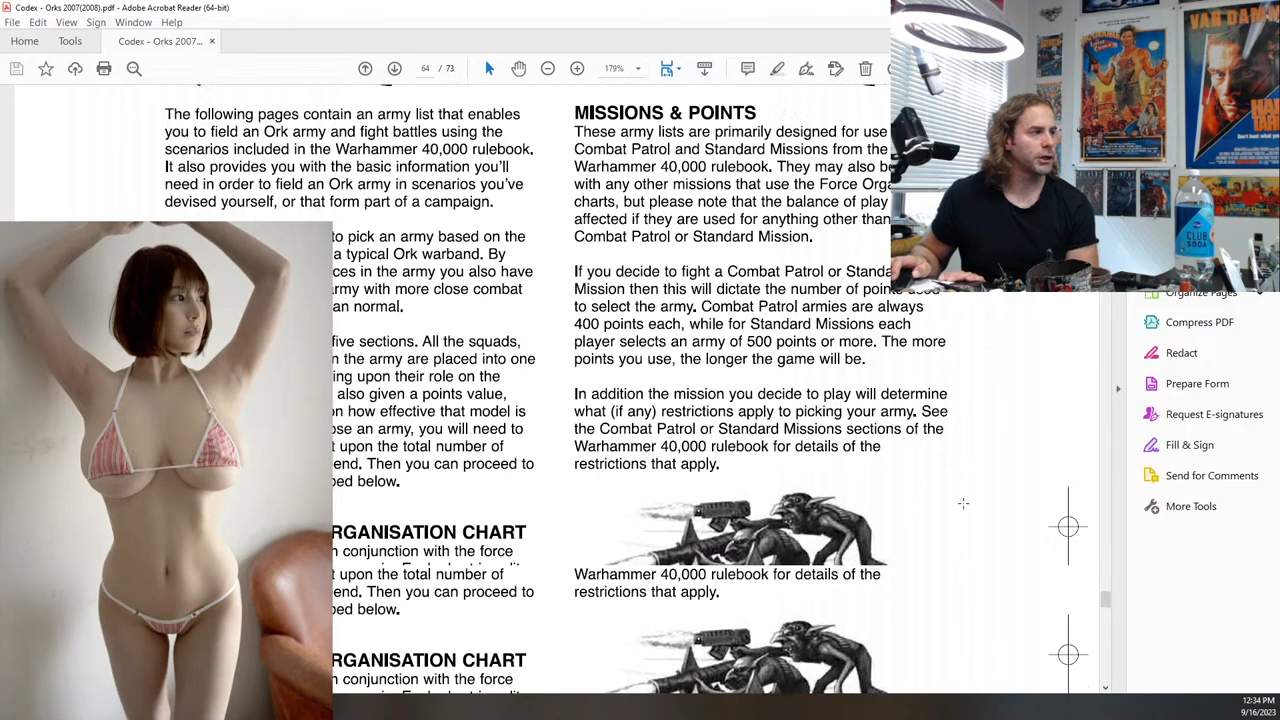 Codex - Orks 2007(2008).pdf - Adobe Acrobat Reader (64-bit)
File Edit View Sign Window Help
Home Tools Codex - Orks 2007... ×
64 / 73 179%
The following pages contain an army list that enables
you to field an Ork army and fight battles using the
scenarios included in the Warhammer 40,000 rulebook.
It also provides you with the basic information you'll
need in order to field an Ork army in scenarios you've
devised yourself, or that form part of a campaign.
to pick an army based on the
a typical Ork warband. By
ces in the army you also have
army with more close combat
an normal.
five sections. All the squads,
n the army are placed into one
ing upon their role on the
also given a points value,
on how effective that model is
ose an army, you will need to
t upon the total number of
end. Then you can proceed to
bed below.
RGANISATION CHART
n conjunction with the force
t upon the total number of
end. Then you can proceed to
bed below.
RGANISATION CHART
n conjunction with the force
MISSIONS & POINTS
These army lists are primarily designed for use
Combat Patrol and Standard Missions from the
Warhammer 40,000 rulebook. They may also be
with any other missions that use the Force Orga
charts, but please note that the balance of play
affected if they are used for anything other than
Combat Patrol or Standard Mission.
If you decide to fight a Combat Patrol or Standa
Mission then this will dictate the number of points used
to select the army. Combat Patrol armies are always
400 points each, while for Standard Missions each
player selects an army of 500 points or more. The more
points you use, the longer the game will be.
In addition the mission you decide to play will determine
what (if any) restrictions apply to picking your army. See
the Combat Patrol or Standard Missions sections of the
Warhammer 40,000 rulebook for details of the
restrictions that apply.
Warhammer 40,000 rulebook for details of the
restrictions that apply.
VAN DAMM
CLUB
SODA
Organize Pages
Compress PDF
Redact
Prepare Form
Request E-signatures
Fill & Sign
Send for Comments
More Tools
12:34 PM
9/16/2023